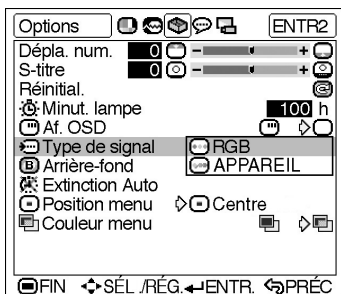 Options ENTR2
Dépla. num. 0 - +
S-titre 0 - +
Réinitial.
Minut. lampe 100 h
Af. OSD
Type de signal RGB
B Arrière-fond APPAREIL
Extinction Auto
Position menu Centre
Couleur menu
FIN SÉL./RÉG. ENTR. PRÉC